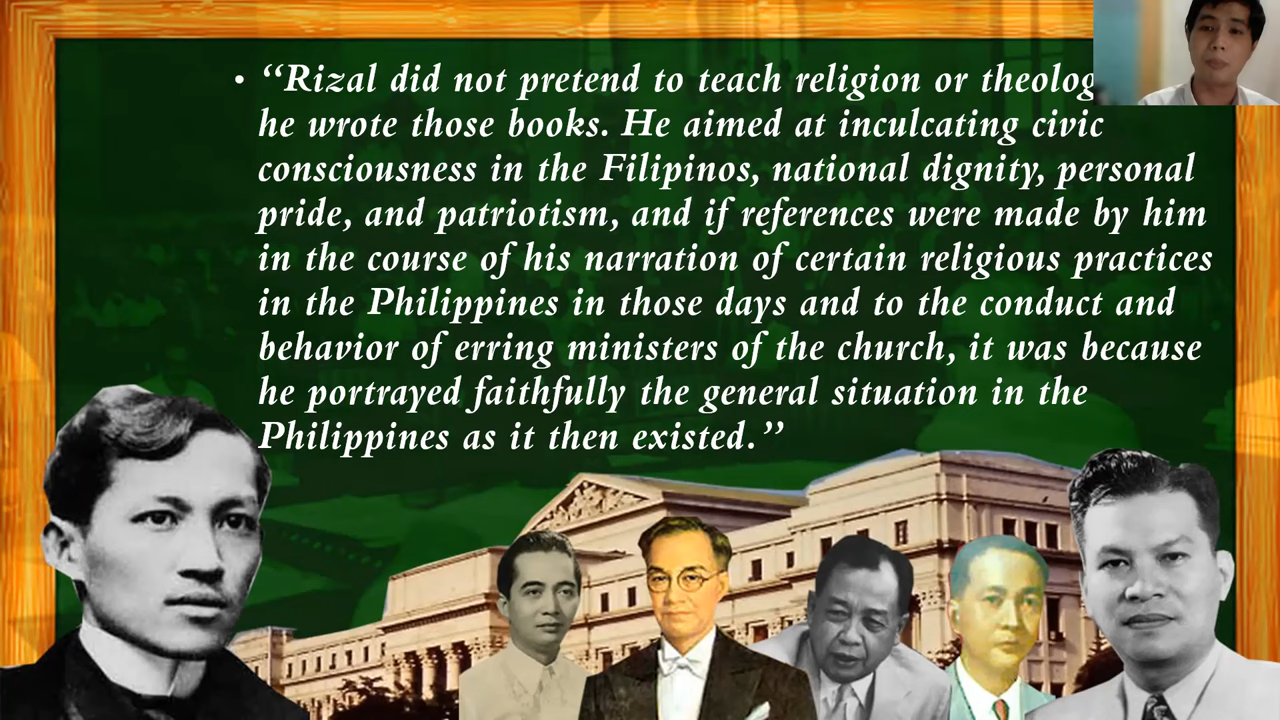 • “Rizal did not pretend to teach religion or theolog
he wrote those books. He aimed at inculcating civic
consciousness in the Filipinos, national dignity, personal
pride, and patriotism, and if references were made by him
in the course of his narration of certain religious practices
in the Philippines in those days and to the conduct and
behavior of erring ministers of the church, it was because
he portrayed faithfully the general situation in the
Philippines as it then existed.”